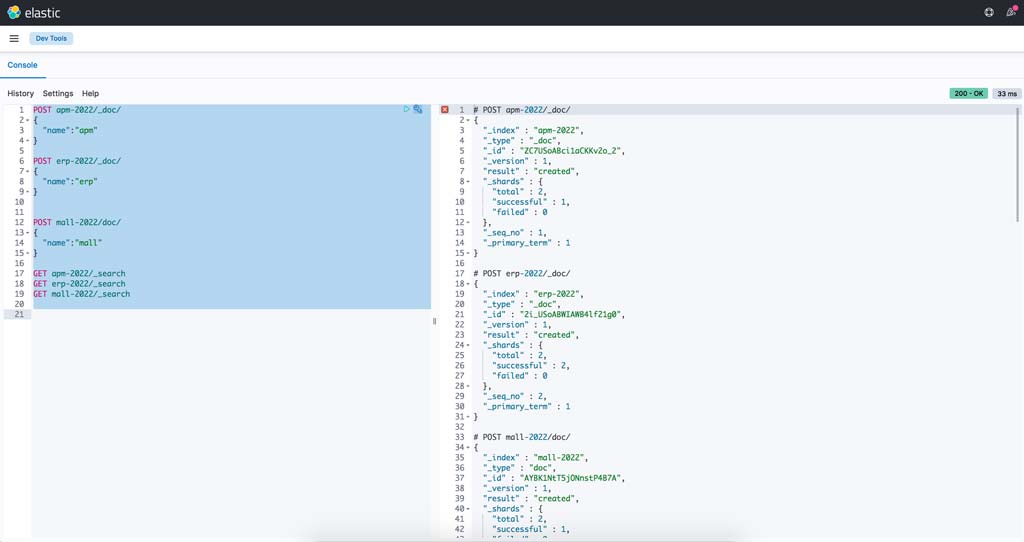 elastic
Dev Tools
Console
History Settings Help
200 - OK 33 ms
1 POST apm-2022/_doc/
2 {
3 "name":"apm"
4 }
5
6 POST erp-2022/_doc/
7 {
8 "name":"erp"
9 }
10
11
12 POST mall-2022/doc/
13 {
14 "name":"mall"
15 }
16
17 GET apm-2022/_search
18 GET erp-2022/_search
19 GET mall-2022/_search
20
21
1 # POST apm-2022/_doc/
2 {
3 "_index" : "apm-2022",
4 "_type" : "_doc",
5 "_id" : "ZC7USoABci1aCKKv2o_2",
6 "_version" : 1,
7 "result" : "created",
8 "_shards" : {
9 "total" : 2,
10 "successful" : 1,
11 "failed" : 0
12 },
13 "_seq_no" : 1,
14 "_primary_term" : 1
15 }
16
17 # POST erp-2022/_doc/
18 {
19 "_index" : "erp-2022",
20 "_type" : "_doc",
21 "_id" : "2i_USoABWIAWB4lf21g0",
22 "_version" : 1,
23 "result" : "created",
24 "_shards" : {
25 "total" : 2,
26 "successful" : 2,
27 "failed" : 0
28 },
29 "_seq_no" : 2,
30 "_primary_term" : 1
31 }
32
33 # POST mall-2022/doc/
34 {
35 "_index" : "mall-2022",
36 "_type" : "doc",
37 "_id" : "AYBK1NtT5jONnstP4B7A",
38 "_version" : 1,
39 "result" : "created",
40 "_shards" : {
41 "total" : 2,
42 "successful" : 1,